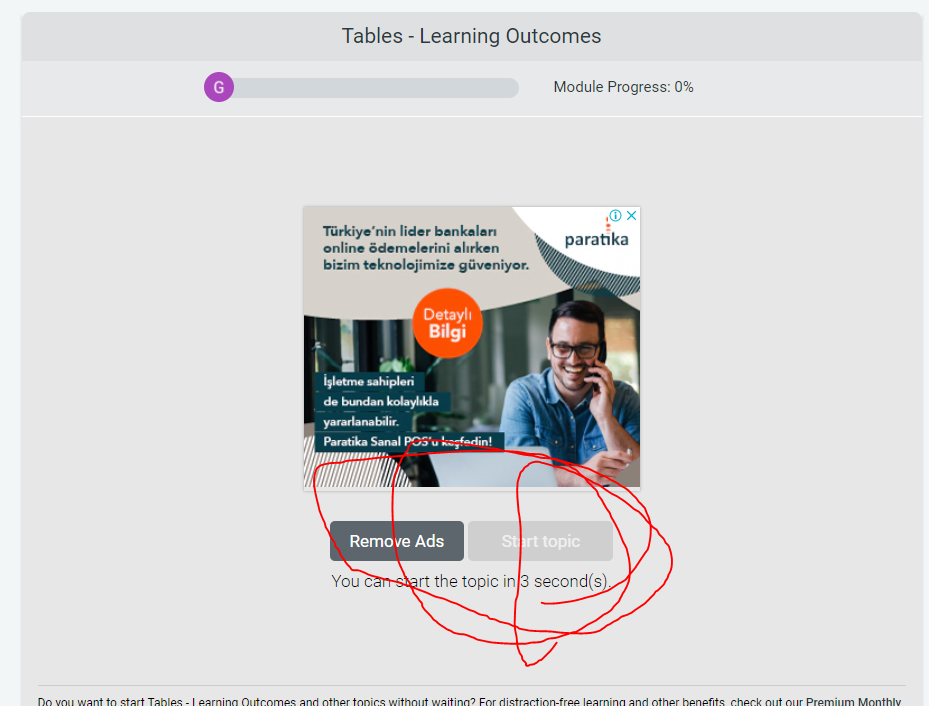 Tables - Learning Outcomes
G
Module Progress: 0%
Türkiye'nin lider bankaları
online ödemelerini alırken
bizim teknolojimize güveniyor.
paratika
Detaylı
Bilgi
İşletme sahipleri
de bundan kolaylıkla
yararlanabilir.
Paratika Sanal POS'u keşfedin!
Remove Ads
Start topic
You can start the topic in 3 second(s).
Do you want to start Tables - Learning Outcomes and other topics without waiting? For distraction-free learning and other benefits, check out our Premium Monthly